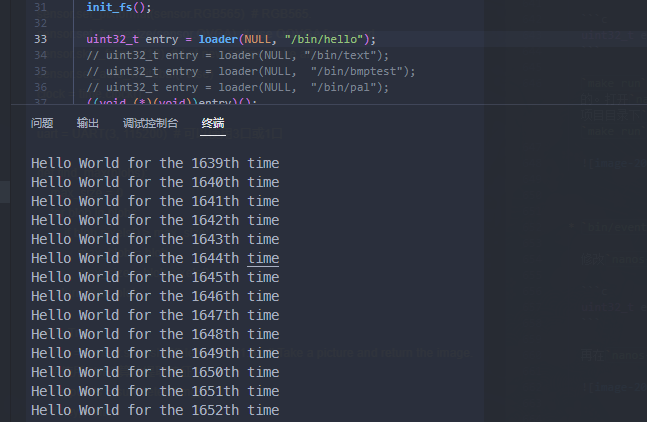 31 init_fs();
32
33 uint32_t entry = loader(NULL, "/bin/hello");
34 // uint32_t entry = loader(NULL, "/bin/text");
35 // uint32_t entry = loader(NULL,  "/bin/bmptest");
36 // uint32_t entry = loader(NULL,  "/bin/pal");
37 ((void (*)(void))entry)();
问题 输出 调试控制台 终端
Hello World for the 1639th time
Hello World for the 1640th time
Hello World for the 1641th time
Hello World for the 1642th time
Hello World for the 1643th time
Hello World for the 1644th time
Hello World for the 1645th time
Hello World for the 1646th time
Hello World for the 1647th time
Hello World for the 1648th time
Hello World for the 1649th time
Hello World for the 1650th time
Hello World for the 1651th time
Hello World for the 1652th time